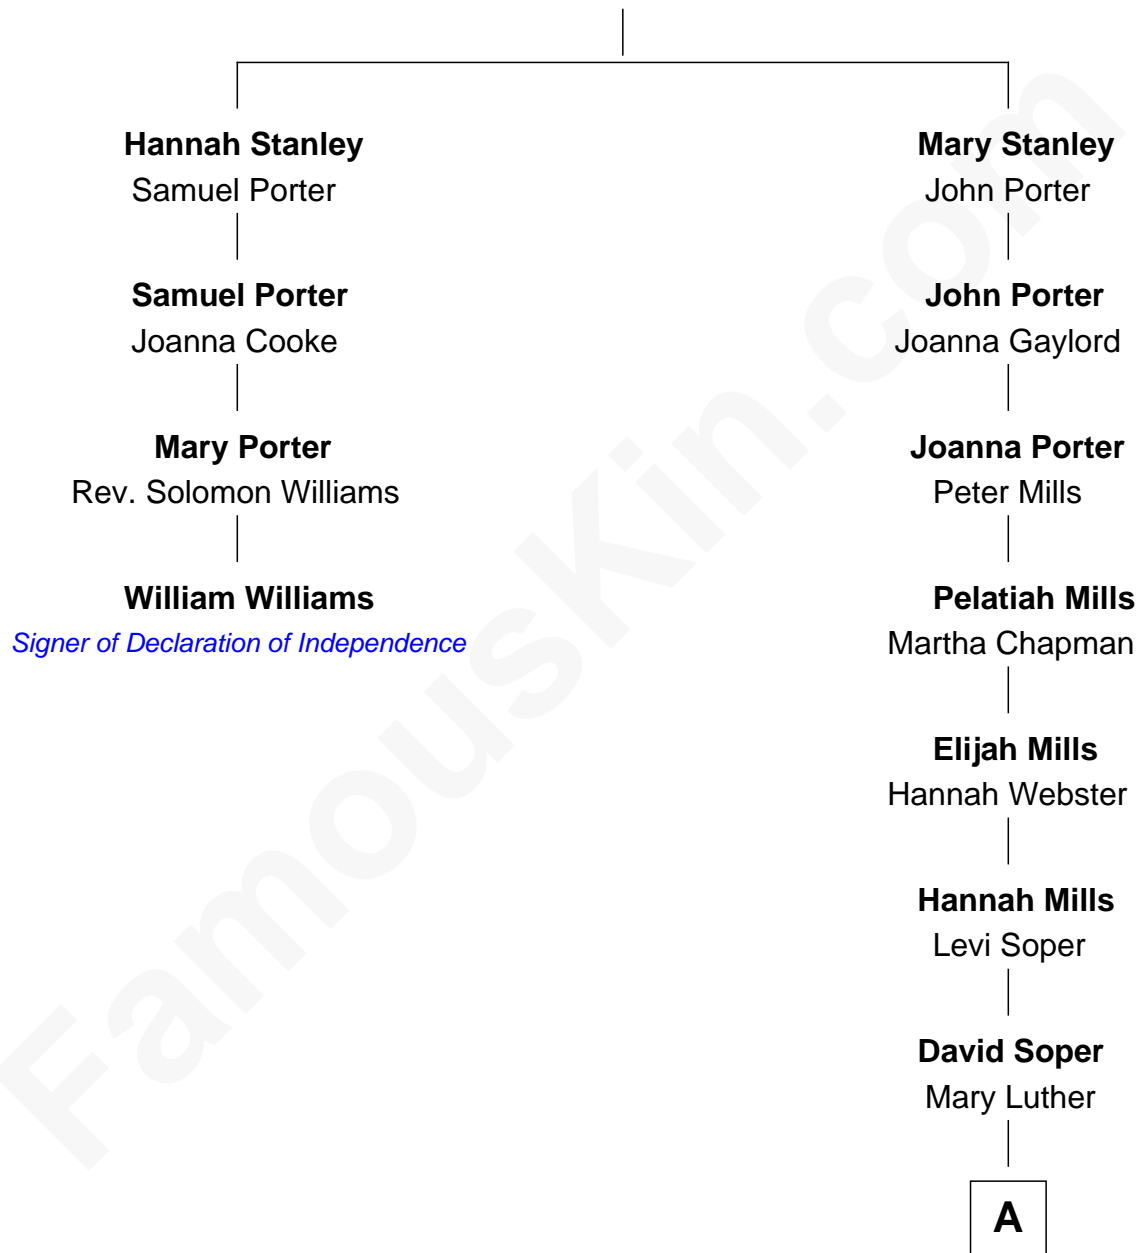 Hannah Stanley
Samuel Porter
Samuel Porter
Joanna Cooke
Mary Porter
Rev. Solomon Williams
William Williams
Signer of Declaration of Independence
Mary Stanley
John Porter
John Porter
Joanna Gaylord
Joanna Porter
Peter Mills
Pelatiah Mills
Martha Chapman
Elijah Mills
Hannah Webster
Hannah Mills
Levi Soper
David Soper
Mary Luther
A
FamousKin.com